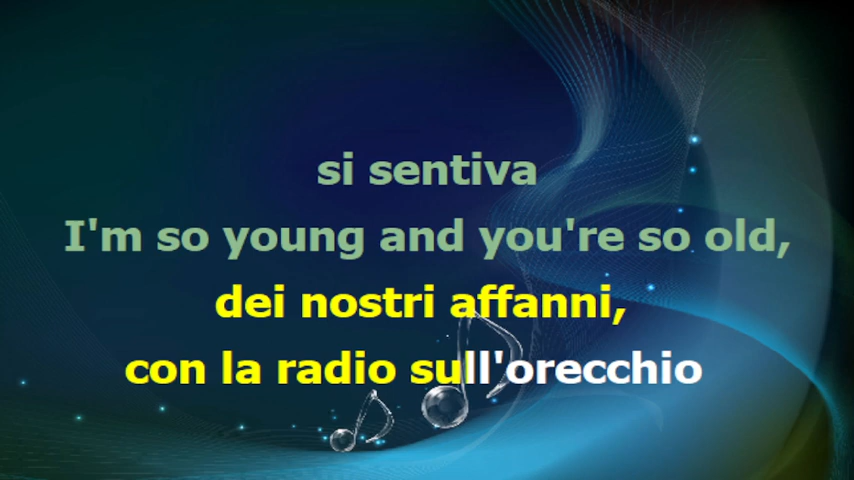 si sentiva
I'm so young and you're so old,
dei nostri affanni,
con la radio sull'orecchio